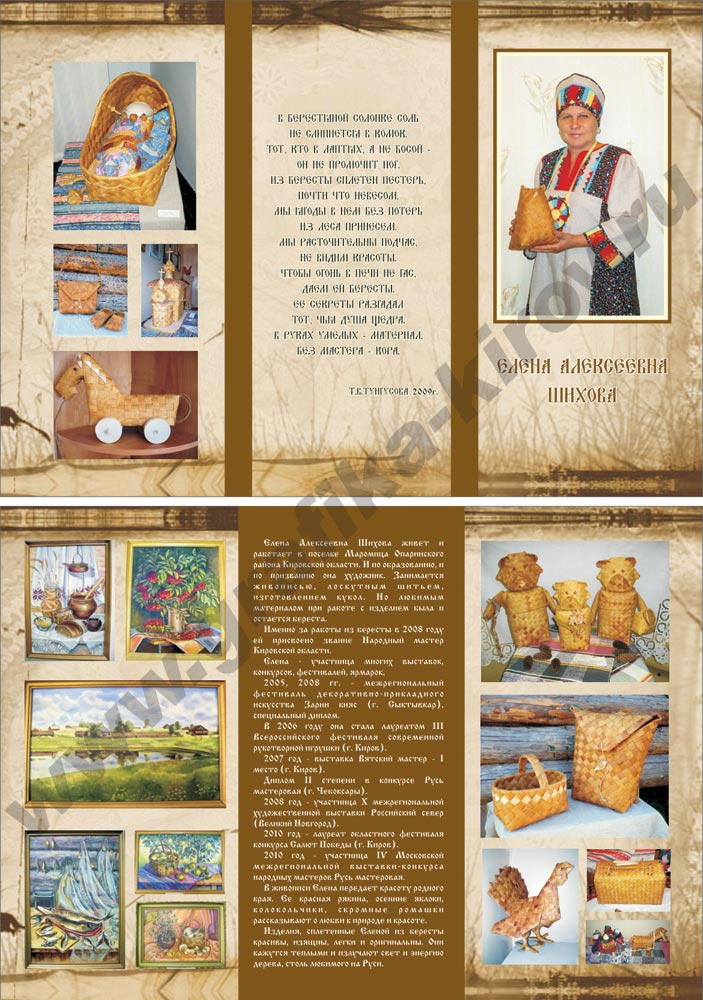 В БЕРЕСТЯНОЙ СОЛОНКЕ СОЛЬ
НЕ СЛИПНЕТСЯ В КОМОК.
ТОТ, КТО В ЛАПТЯХ, А НЕ БОСОЙ -
ОН НЕ ПРОМОЧИТ НОГ.
ИЗ БЕРЕСТЫ СПЛЕТЕН ПЕСТЕРЬ,
ПОЧТИ ЧТО НЕВЕСОМ.
МЫ ЯГОДЫ В НЕМ БЕЗ ПОТЕРЬ
ИЗ ЛЕСА ПРИНЕСЕМ.
МЫ РАСТОЧИТЕЛЬНЫ ПОДЧАС,
НЕ ВИДИМ КРАСОТЫ.
ЧТОБЫ ОГОНЬ В ПЕЧИ НЕ ГАС,
ДАЕМ ЕЙ БЕРЕСТЫ.
ЕЕ СЕКРЕТЫ РАЗГАДАЛ
ТОТ, ЧЬЯ ДУША ЩЕДРА.
В РУКАХ УМЕЛЫХ - МАТЕРИАЛ,
БЕЗ МАСТЕРА - КОРА.
Т.В.ТУНГУСОВА 2009г.
ЕЛЕНА АЛЕКСЕЕВНА
ШИХОВА
Елена Алексеевна Шихова живет и
работает в поселке Маромица Опаринского
района Кировской области. И по образованию, и
по призванию она художник. Занимается
живописью, лоскутным шитьем,
изготовлением кукол. Но любимым
материалом при работе с изделием была и
остается береста.
Именно за работы из бересты в 2008 году
ей присвоено звание Народный мастер
Кировской области.
Елена - участница многих выставок,
конкурсов, фестивалей, ярмарок.
2005, 2008 гг. - межрегиональный
фестиваль декоративно-прикладного
искусства Зарни кияс (г. Сыктывкар),
специальный диплом.
В 2006 году она стала лауреатом III
Всероссийского фестиваля современной
рукотворной игрушки (г. Киров).
2007 год - выставка Вятский мастер - I
место (г. Киров).
Диплом II степени в конкурсе Русь
мастеровая (г. Чебоксары).
2008 год - участница X межрегиональной
художественной выставки Российский север
(Великий Новгород).
2010 год - лауреат областного фестиваля
конкурса Салют Победы (г. Киров).
2010 год - участница IV Московской
межрегиональной выставки-конкурса
народных мастеров Русь мастеровая.
В живописи Елена передает красоту родного
края. Ее красная рябина, осенние яблоки,
колокольчики, скромные ромашки
рассказывают о любви к природе и красоте.
Изделия, сплетенные Еленой из бересты
красивы, изящны, легки и оригинальны. Они
кажутся теплыми и излучают свет и энергию
дерева, столь любимого на Руси.
www.grafika-kirov.ru